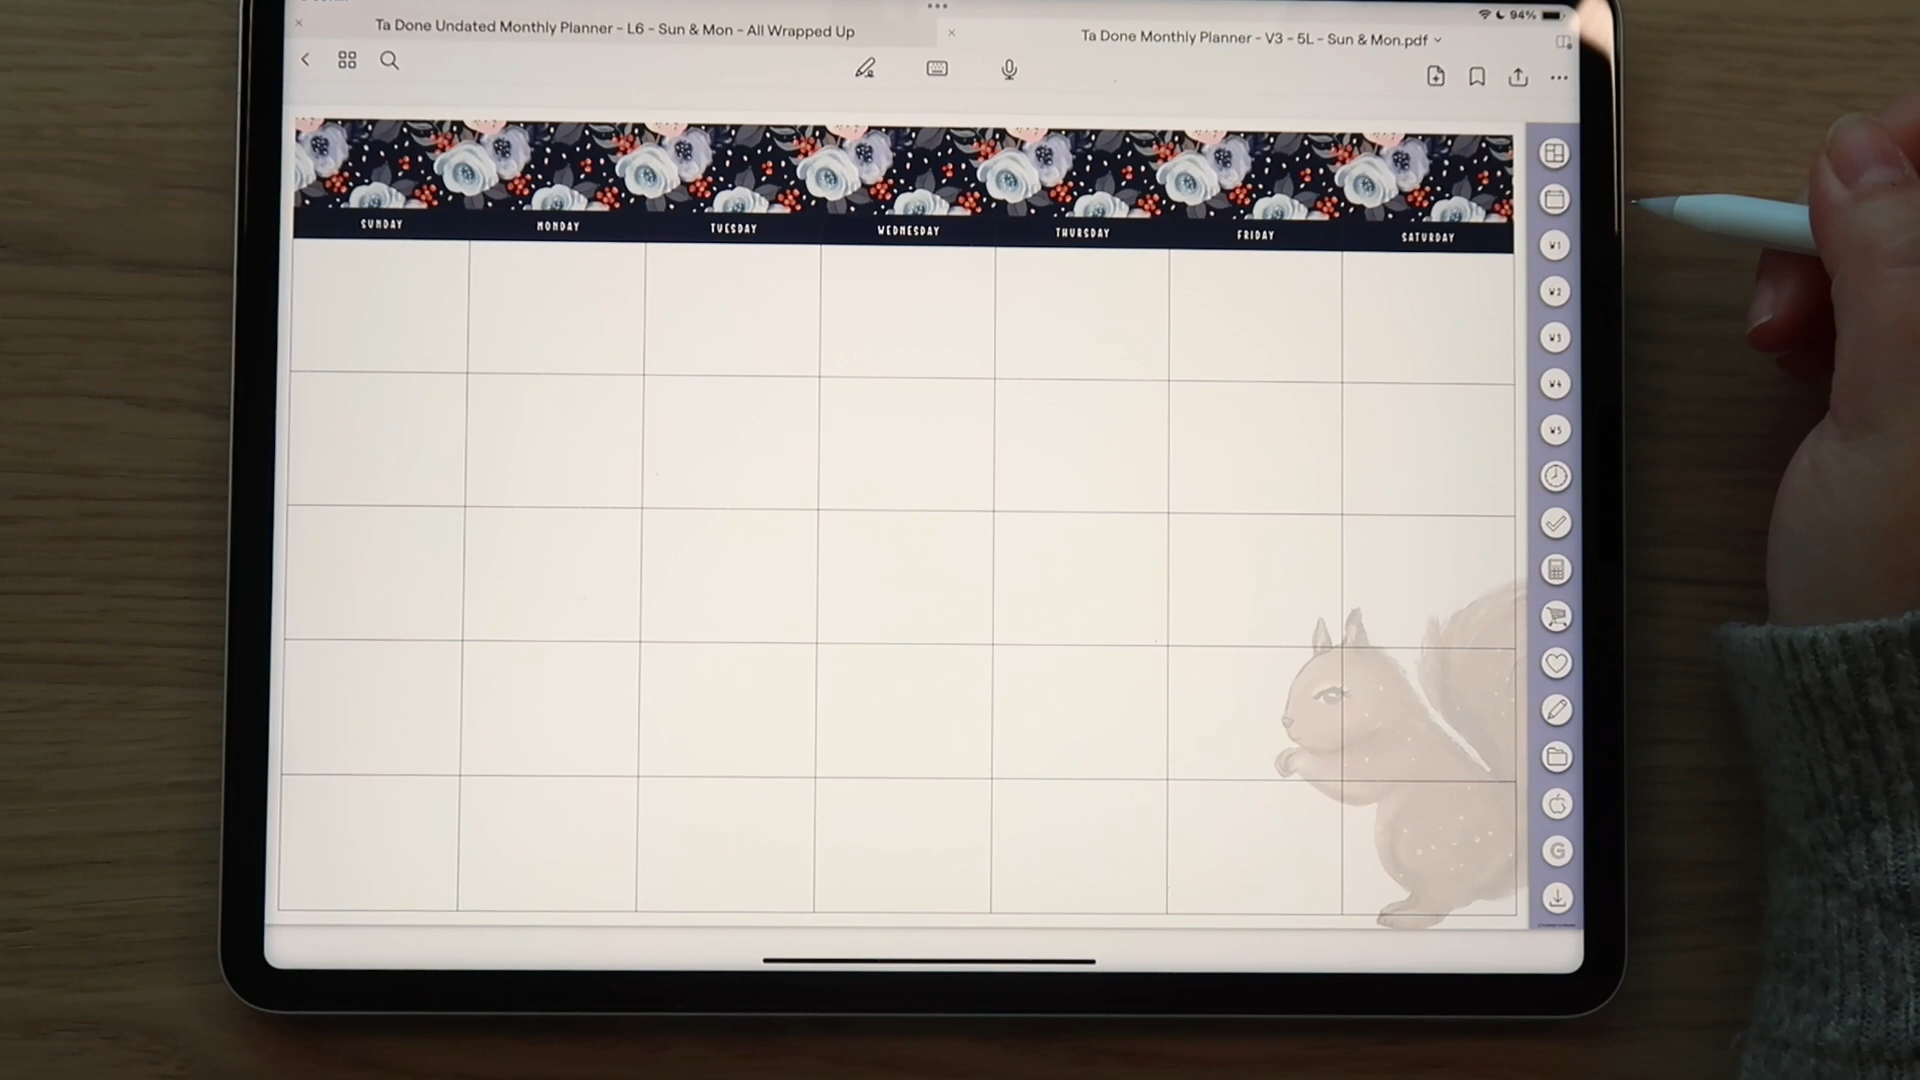 94%
Ta Done Undated Monthly Planner - L6 - Sun & Mon - All Wrapped Up
Ta Done Monthly Planner - V3 - 5L - Sun & Mon.pdf
SUNDAY MONDAY TUESDAY WEDNESDAY THURSDAY FRIDAY SATURDAY
W1
W2
W3
W4
W5
G